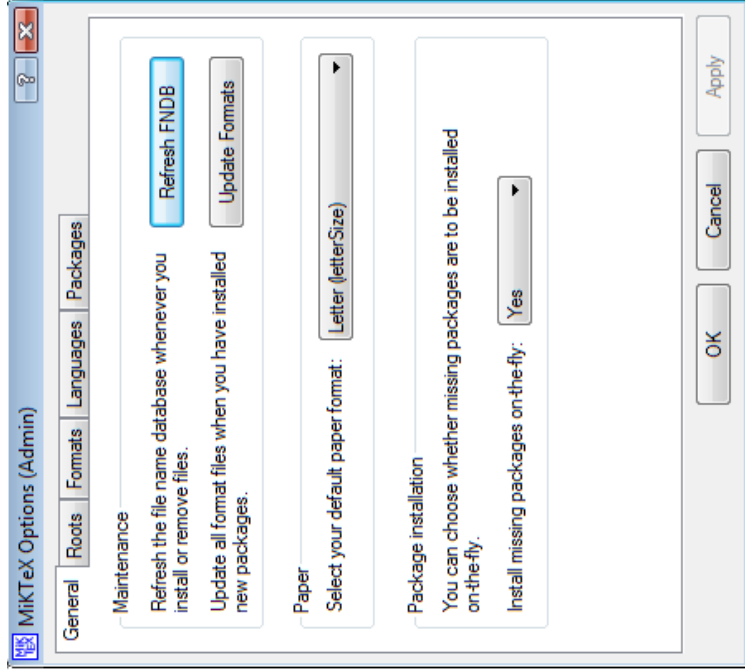 MiKTeX Options (Admin)
General Roots Formats Languages Packages
Maintenance
Refresh the file name database whenever you
install or remove files.
Refresh FNDB
Update all format files when you have installed
new packages.
Update Formats
Paper
Select your default paper format:
Letter (letterSize)
Package installation
You can choose whether missing packages are to be installed
on-the-fly.
Install missing packages on-the-fly:
Yes
OK Cancel Apply